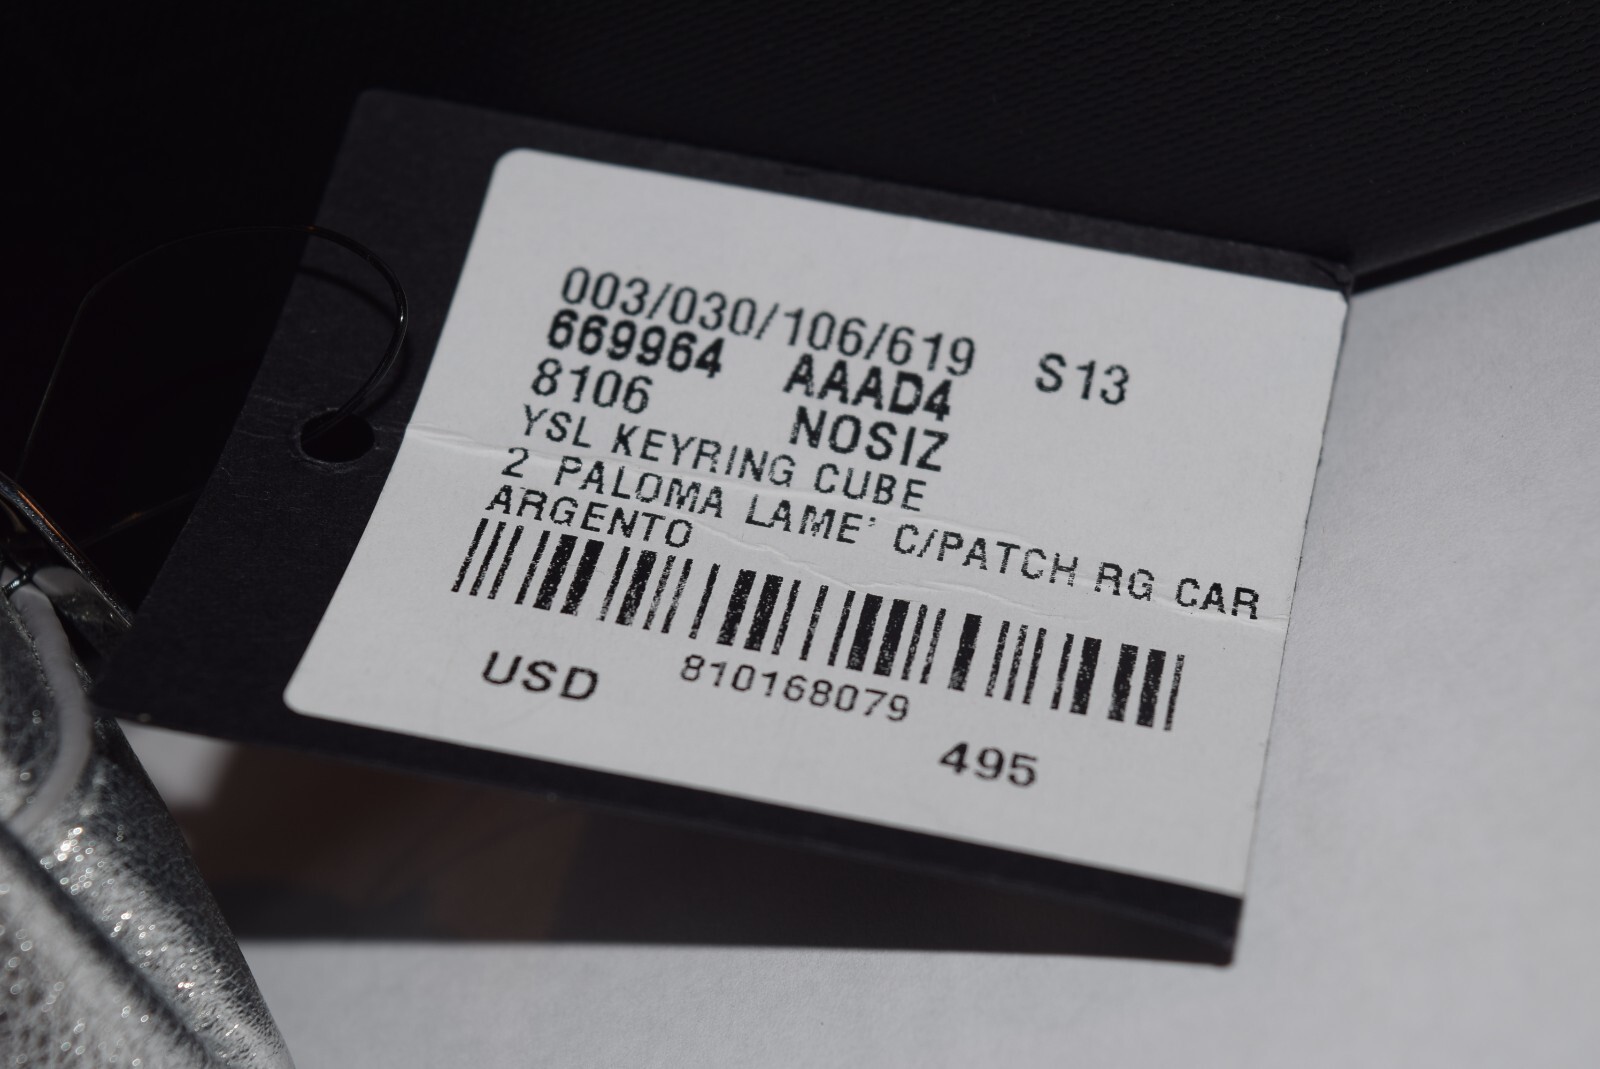 003/030/106/619 S13
669964 AAAD4
8106 NOSIZ
YSL KEYRING CUBE
2 PALOMA LAME' C/PATCH RG CAR
ARGENTO
810168079
USD 495